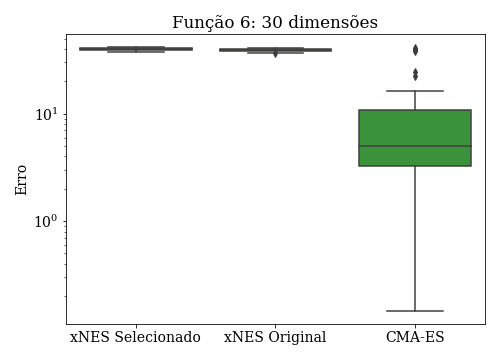 Função 6: 30 dimensões
10¹
10⁰
Erro
xNES Selecionado
xNES Original
CMA-ES